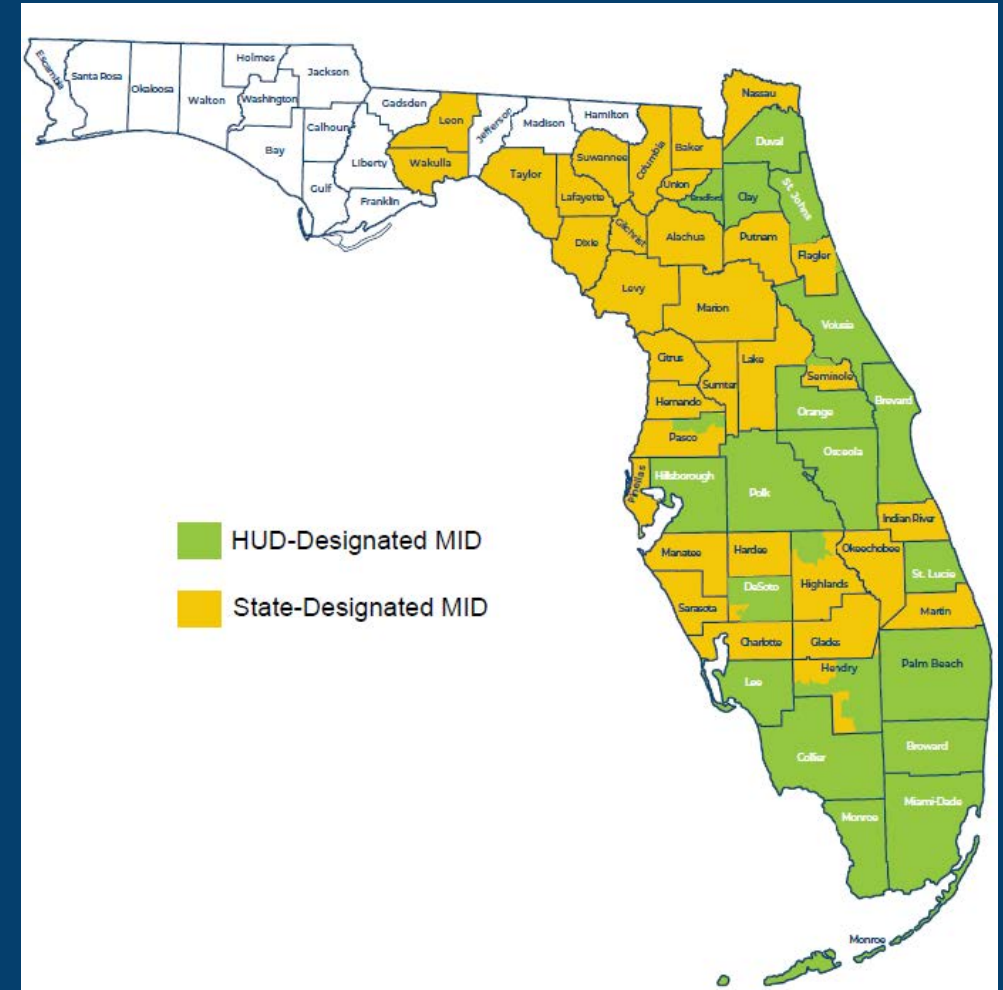 Escambia
Santa Rosa
Okaloosa
Walton
Holmes
Washington
Jackson
Bay
Calhoun
Gulf
Gadsden
Liberty
Franklin
Leon
Wakulla
Jefferson
Madison
Hamilton
Taylor
Suwannee
Lafayette
Columbia
Baker
Nassau
Duval
Union
Bradford
Clay
St. Johns
Dixie
Gilchrist
Alachua
Putnam
Flagler
Levy
Marion
Volusia
Citrus
Sumter
Lake
Seminole
Hernando
Orange
Brevard
Pasco
Osceola
Pinellas
Hillsborough
Polk
Indian River
HUD-Designated MID
State-Designated MID
Manatee
Hardee
Highlands
Okeechobee
St. Lucie
DeSoto
Sarasota
Martin
Charlotte
Glades
Lee
Hendry
Palm Beach
Collier
Broward
Monroe
Miami-Dade
Monroe